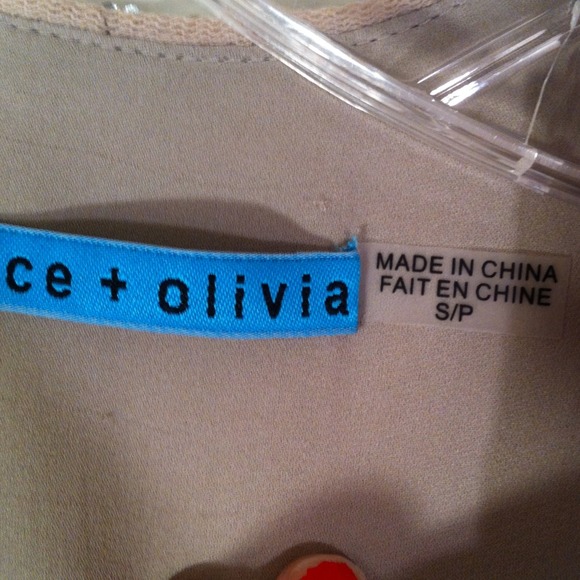 ce + olivia
MADE IN CHINA
FAIT EN CHINE
S/P